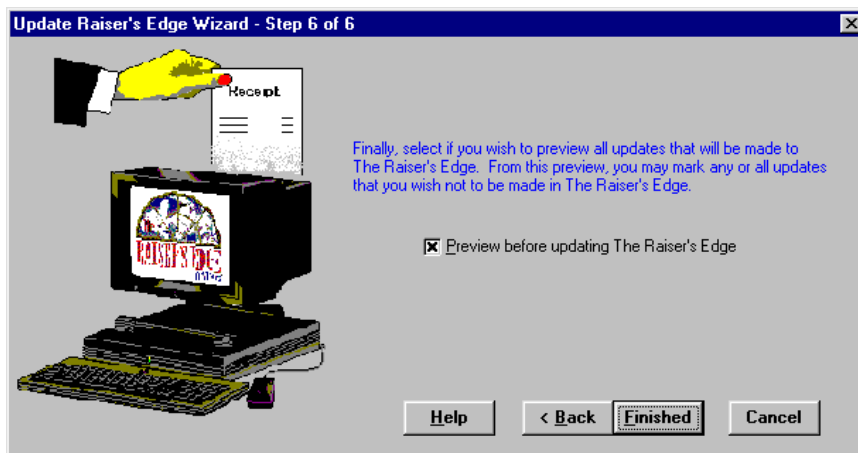 Update Raiser's Edge Wizard - Step 6 of 6
Receipt
Finally, select if you wish to preview all updates that will be made to
The Raiser's Edge. From this preview, you may mark any or all updates
that you wish not to be made in The Raiser's Edge.
Preview before updating The Raiser's Edge
RAISER'S EDGE
Help
< Back
Finished
Cancel